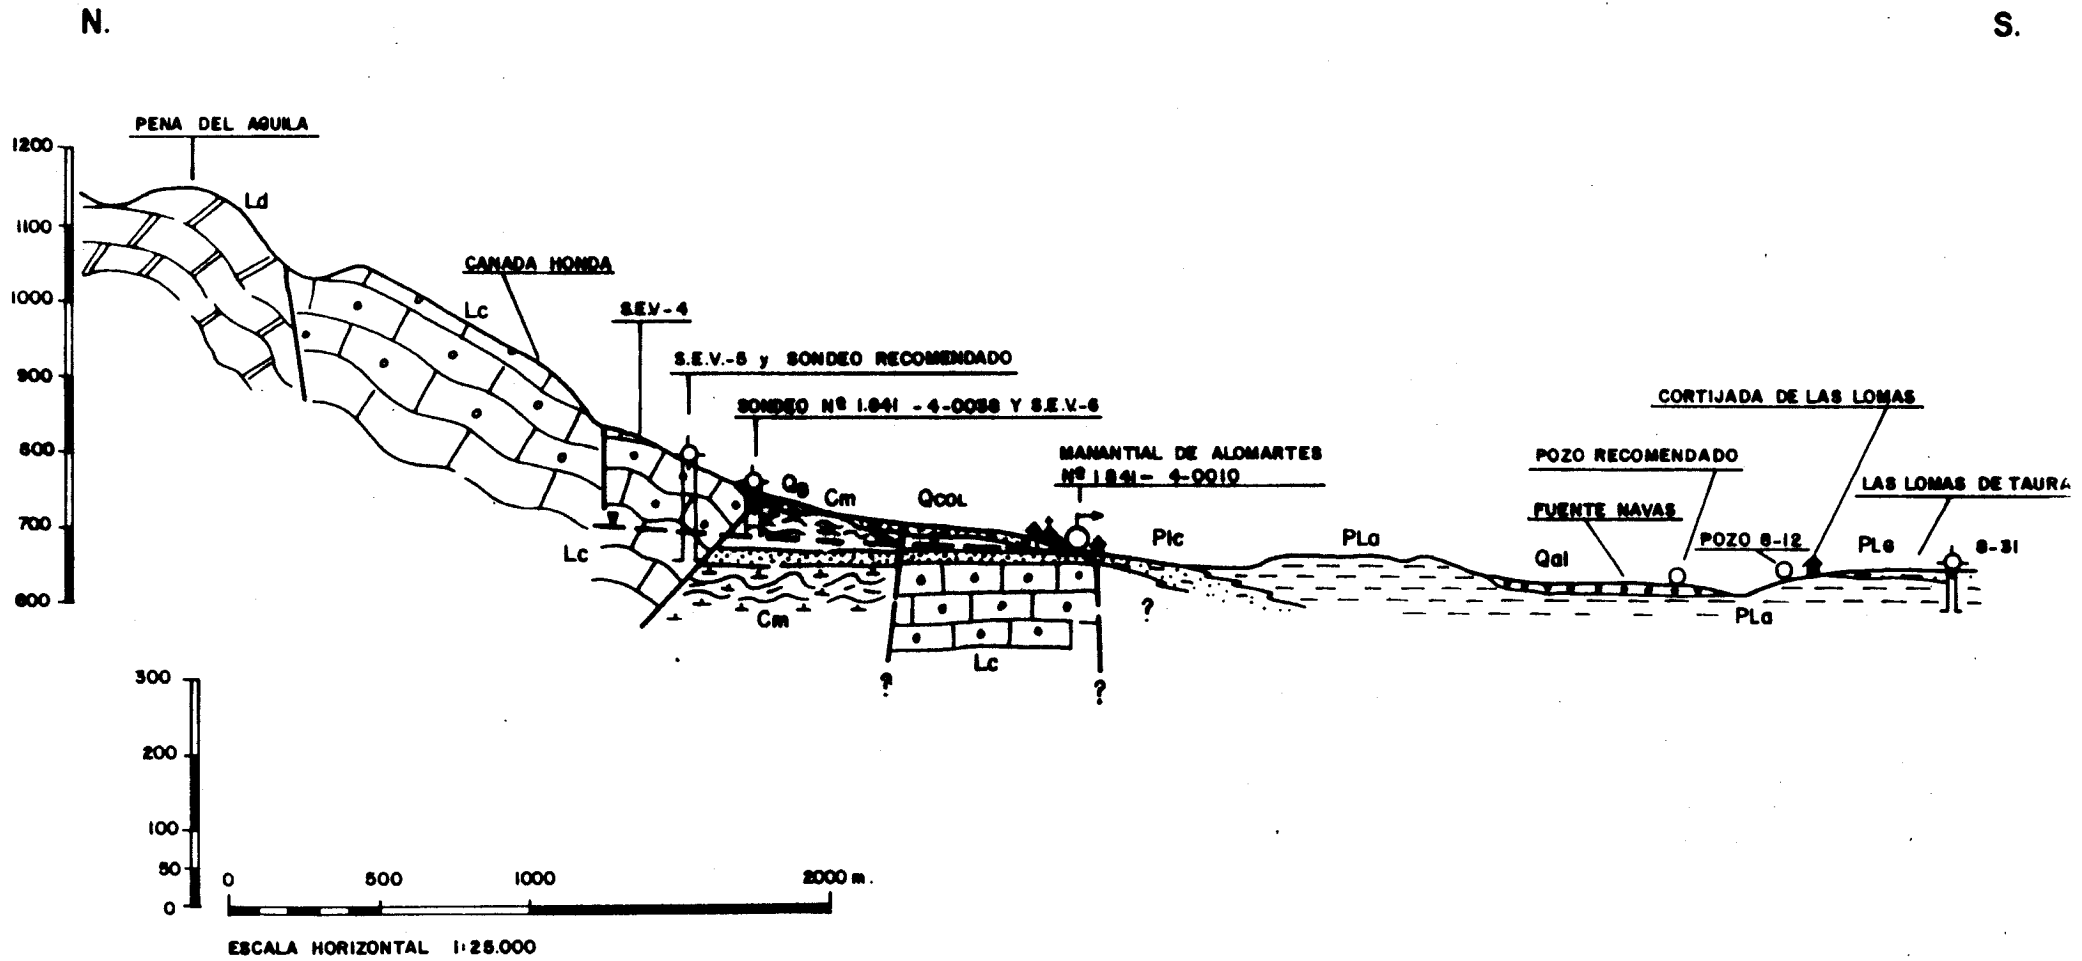 N.
S.
PENA DEL AGUILA
1200
Ld
1100
CANADA HONDA
1000
Lc
S.E.V-4
S.E.V.-5 y SONDEO RECOMENDADO
900
CORTIJADA DE LAS LOMAS
SONDEO Nº 1.841 -4-0058 Y S.E.V.-6
800
MANANTIAL DE ALOMARTES
Nº 1841- 4-0010
POZO RECOMENDADO
LAS LOMAS DE TAURA
Cm
QCOL
FUENTE NAVAS
700
Plc
PLa
POZO 8-12
Qal
8-31
Lc
600
?
PLa
Cm
Lc
?
?
300
200
100
50
0
0
500
1000
2000 m.
ESCALA HORIZONTAL 1:25.000